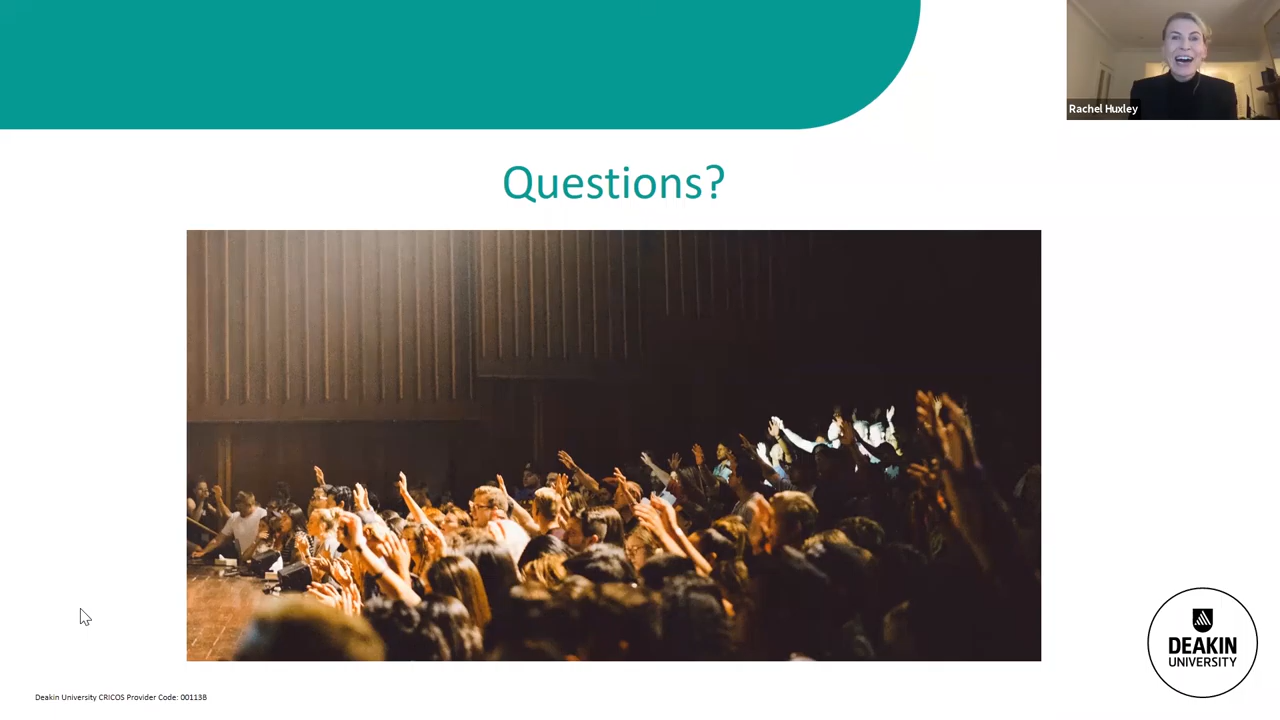 Rachel Huxley
Questions?
DEAKIN
UNIVERSITY
Deakin University CRICOS Provider Code: 00113B